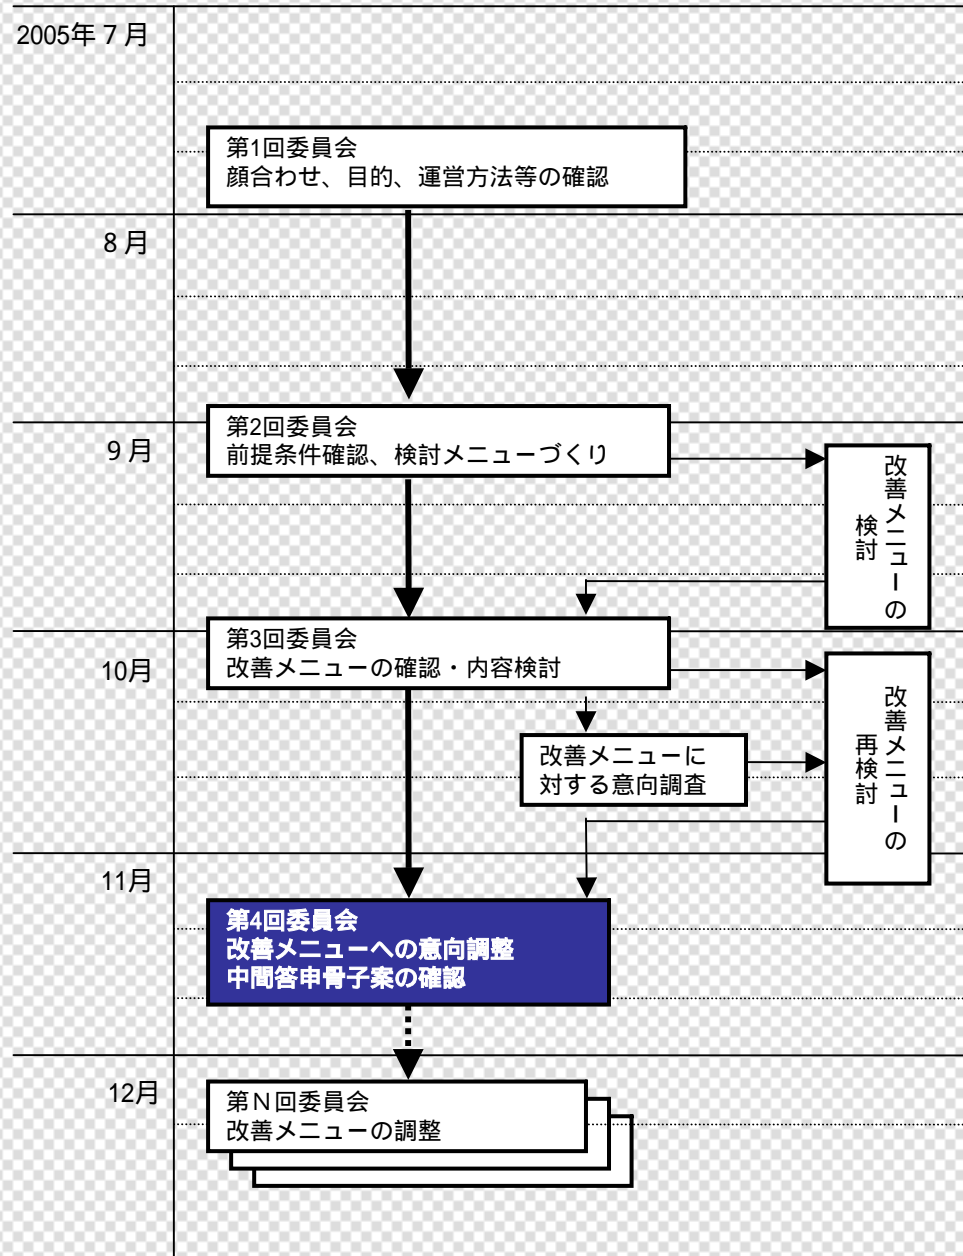 2005年 7 月
第1回委員会
顔合わせ、目的、運営方法等の確認
8 月
第2回委員会
前提条件確認、検討メニューづくり
9 月
改善メニューの
検討
第3回委員会
改善メニューの確認・内容検討
10月
改善メニューに
対する意向調査
改善メニューの
再検討
11月
第4回委員会
改善メニューへの意向調整
中間答申骨子案の確認
12月
第Ｎ回委員会
改善メニューの調整